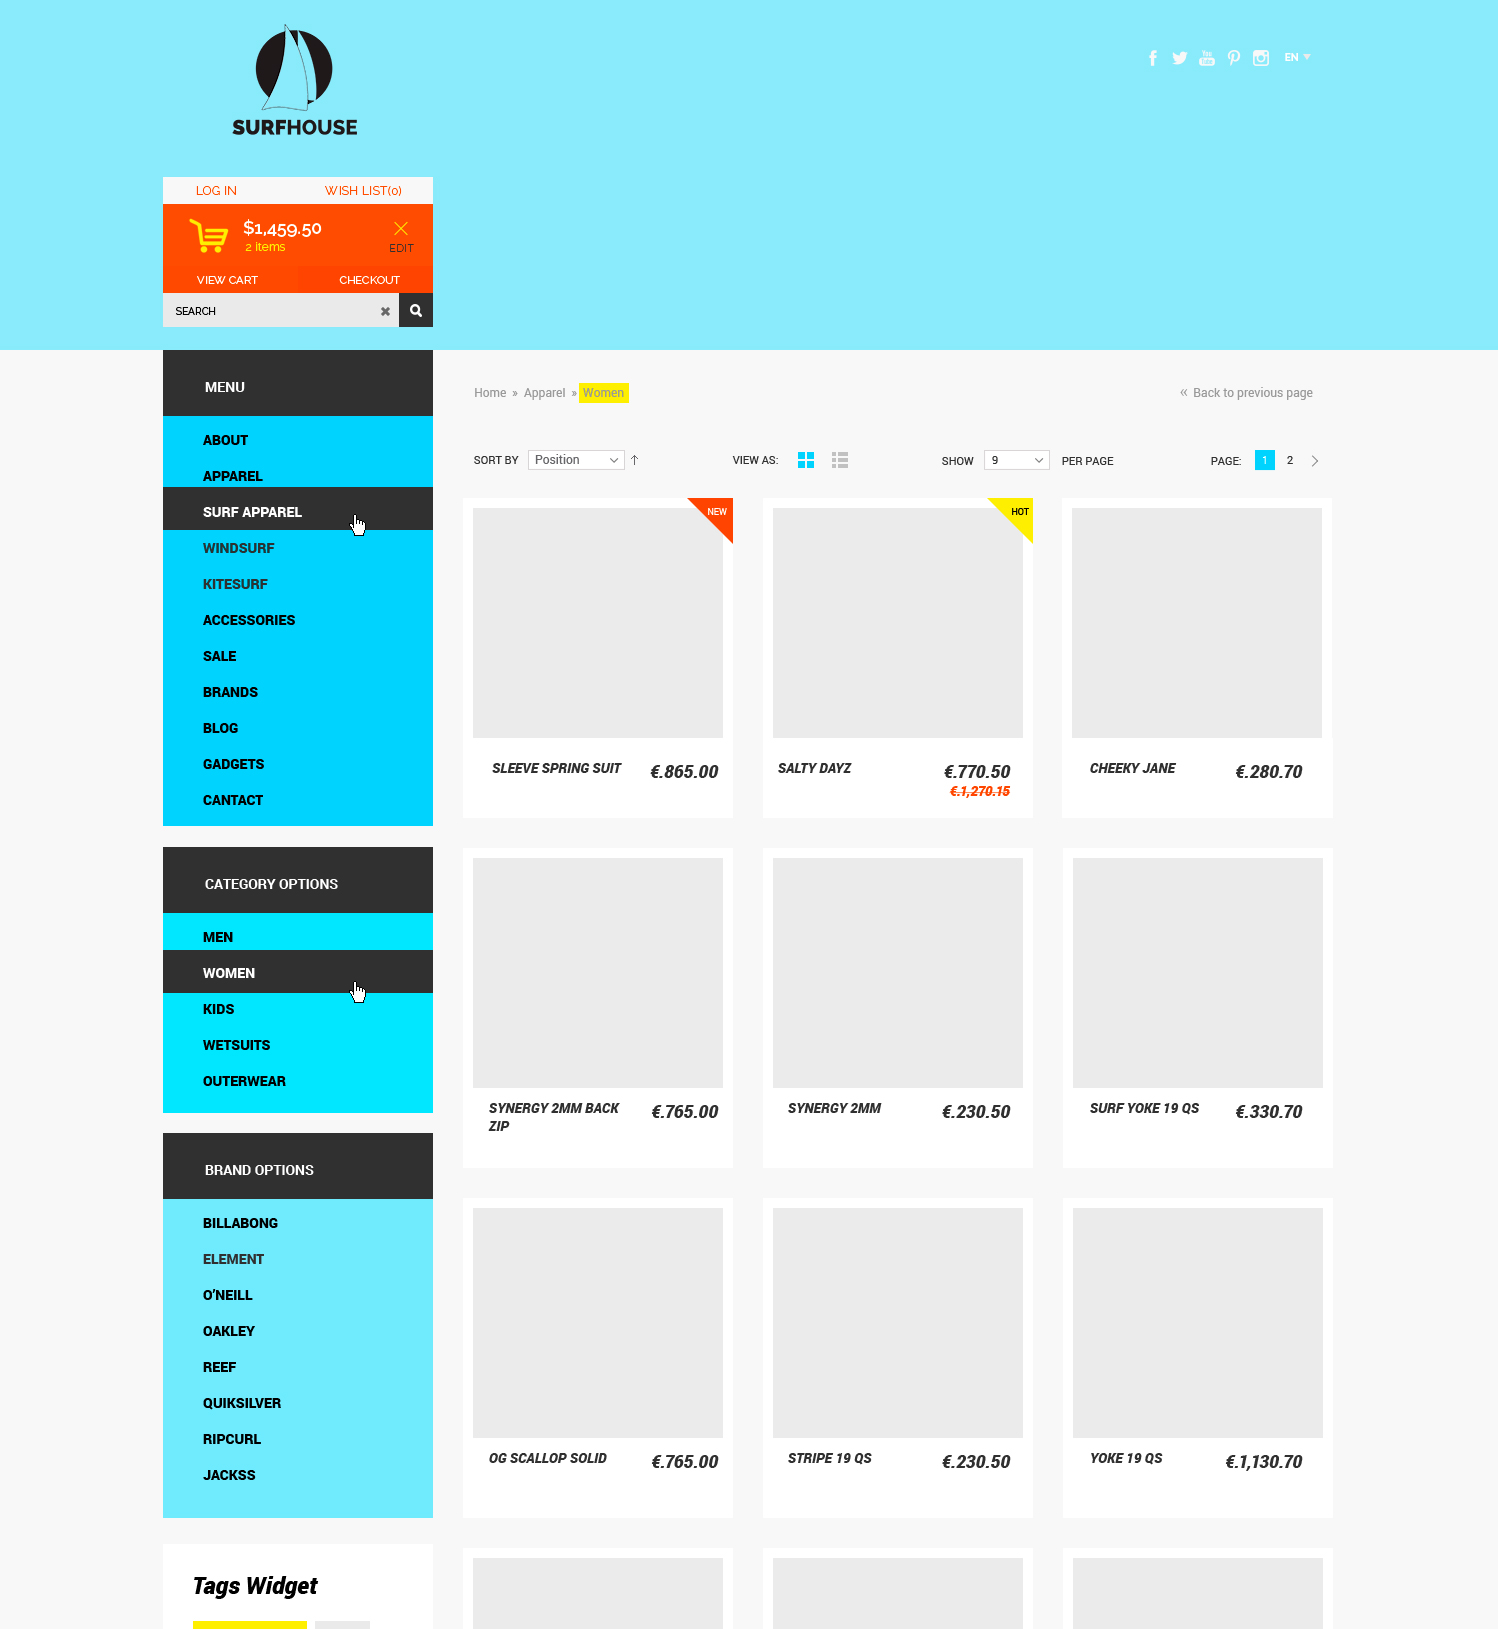 SURFHOUSE
EN
LOG IN
WISH LIST(0)
$1,459.50
2 items
EDIT
VIEW CART
CHECKOUT
SEARCH
MENU
ABOUT
APPAREL
SURF APPAREL
WINDSURF
KITESURF
ACCESSORIES
SALE
BRANDS
BLOG
GADGETS
CANTACT
CATEGORY OPTIONS
MEN
WOMEN
KIDS
WETSUITS
OUTERWEAR
BRAND OPTIONS
BILLABONG
ELEMENT
O'NEILL
OAKLEY
REEF
QUIKSILVER
RIPCURL
JACKSS
Tags Widget
Home » Apparel » Women
« Back to previous page
SORT BY Position
VIEW AS:
SHOW 9 PER PAGE
PAGE: 1 2
NEW
SLEEVE SPRING SUIT
€.865.00
HOT
SALTY DAYZ
€.770.50
€.1,270.15
CHEEKY JANE
€.280.70
SYNERGY 2MM BACK
ZIP
€.765.00
SYNERGY 2MM
€.230.50
SURF YOKE 19 QS
€.330.70
OG SCALLOP SOLID
€.765.00
STRIPE 19 QS
€.230.50
YOKE 19 QS
€.1,130.70